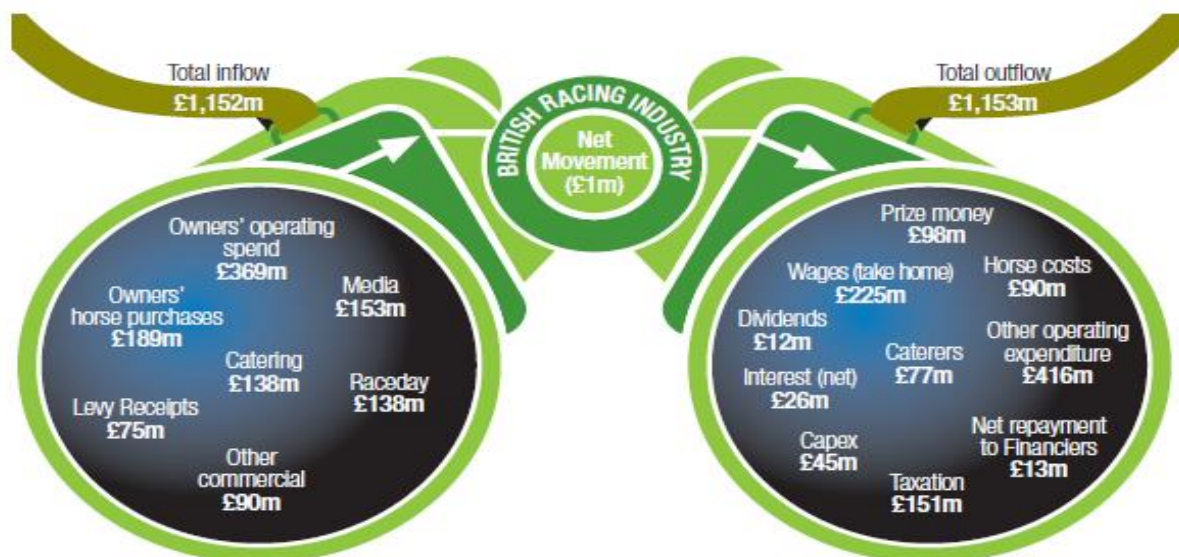 Total inflow
£1,152m
BRITISH RACING INDUSTRY
Net
Movement
(£1m)
Total outflow
£1,153m
Owners' operating
spend
£369m
Media
£153m
Owners'
horse purchases
£189m
Catering
£138m
Raceday
£138m
Levy Receipts
£75m
Other
commercial
£90m
Prize money
£98m
Wages (take home)
£225m
Horse costs
£90m
Dividends
£12m
Caterers
£77m
Other operating
expenditure
£416m
Interest (net)
£26m
Capex
£45m
Net repayment
to Financiers
£13m
Taxation
£151m